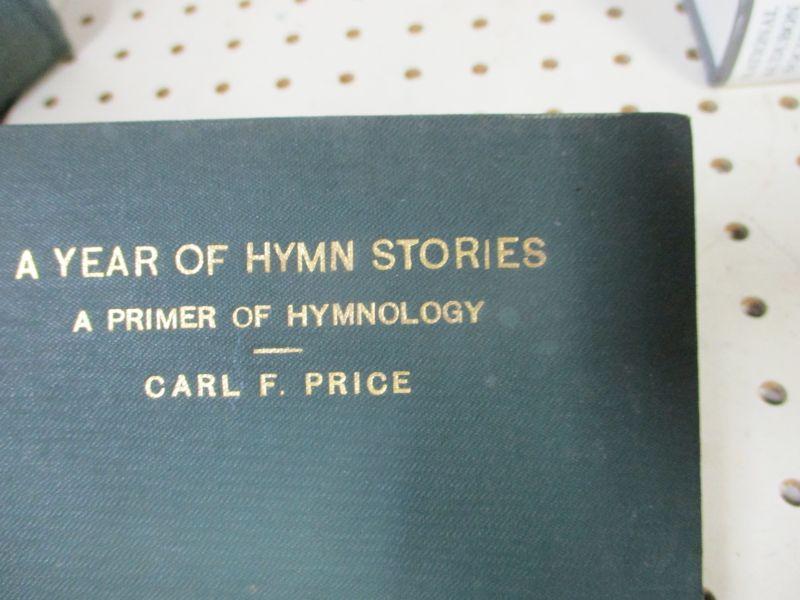 A YEAR OF HYMN STORIES
A PRIMER OF HYMNOLOGY
CARL F. PRICE